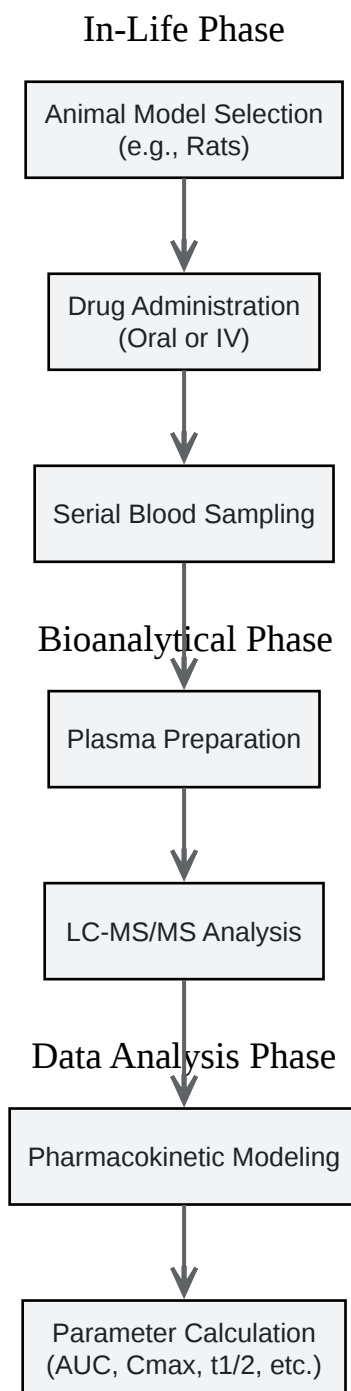 In-Life Phase
Animal Model Selection
(e.g., Rats)
Drug Administration
(Oral or IV)
Serial Blood Sampling
Bioanalytical Phase
Plasma Preparation
LC-MS/MS Analysis
Data Analysis Phase
Pharmacokinetic Modeling
Parameter Calculation
(AUC, Cmax, t1/2, etc.)